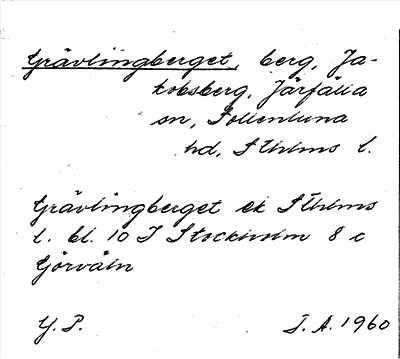 Grävlingberget, berg, Ja-
kobsberg, Järfälla
sn, Sollentuna
hd, Sthlms l.
Grävlingberget ek Sthlms
l. bl. 10 I Stockholm 8 c
Görväln
Y. P. I. A. 1960